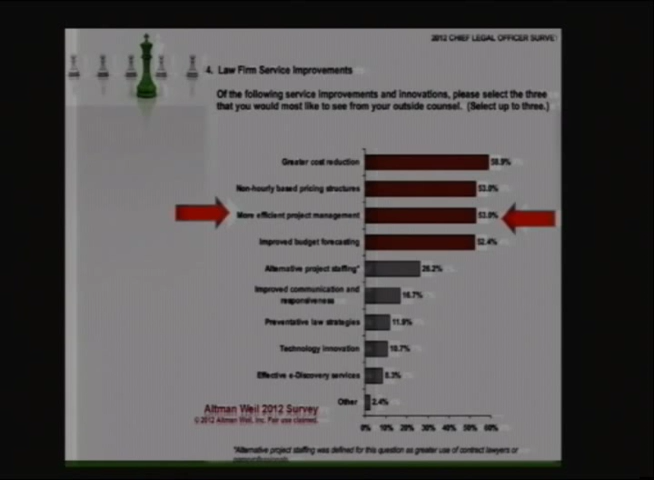 2012 CHIEF LEGAL OFFICER SURVEY
4. Law Firm Service Improvements
Of the following service improvements and innovations, please select the three
that you would most like to see from your outside counsel. (Select up to three.)
Greater cost reduction 58.9%
Non-hourly based pricing structures 53.0%
More efficient project management 53.0%
Improved budget forecasting 52.4%
Alternative project staffing* 26.2%
Improved communication and
responsiveness 16.7%
Preventative law strategies 11.9%
Technology innovation 10.7%
Effective e-Discovery services 8.3%
Other 2.4%
0% 10% 20% 30% 40% 50% 60%
Altman Weil 2012 Survey
©2012 Altman Weil, Inc. Fair use claimed.
*Alternative project staffing was defined for this question as greater use of contract lawyers or